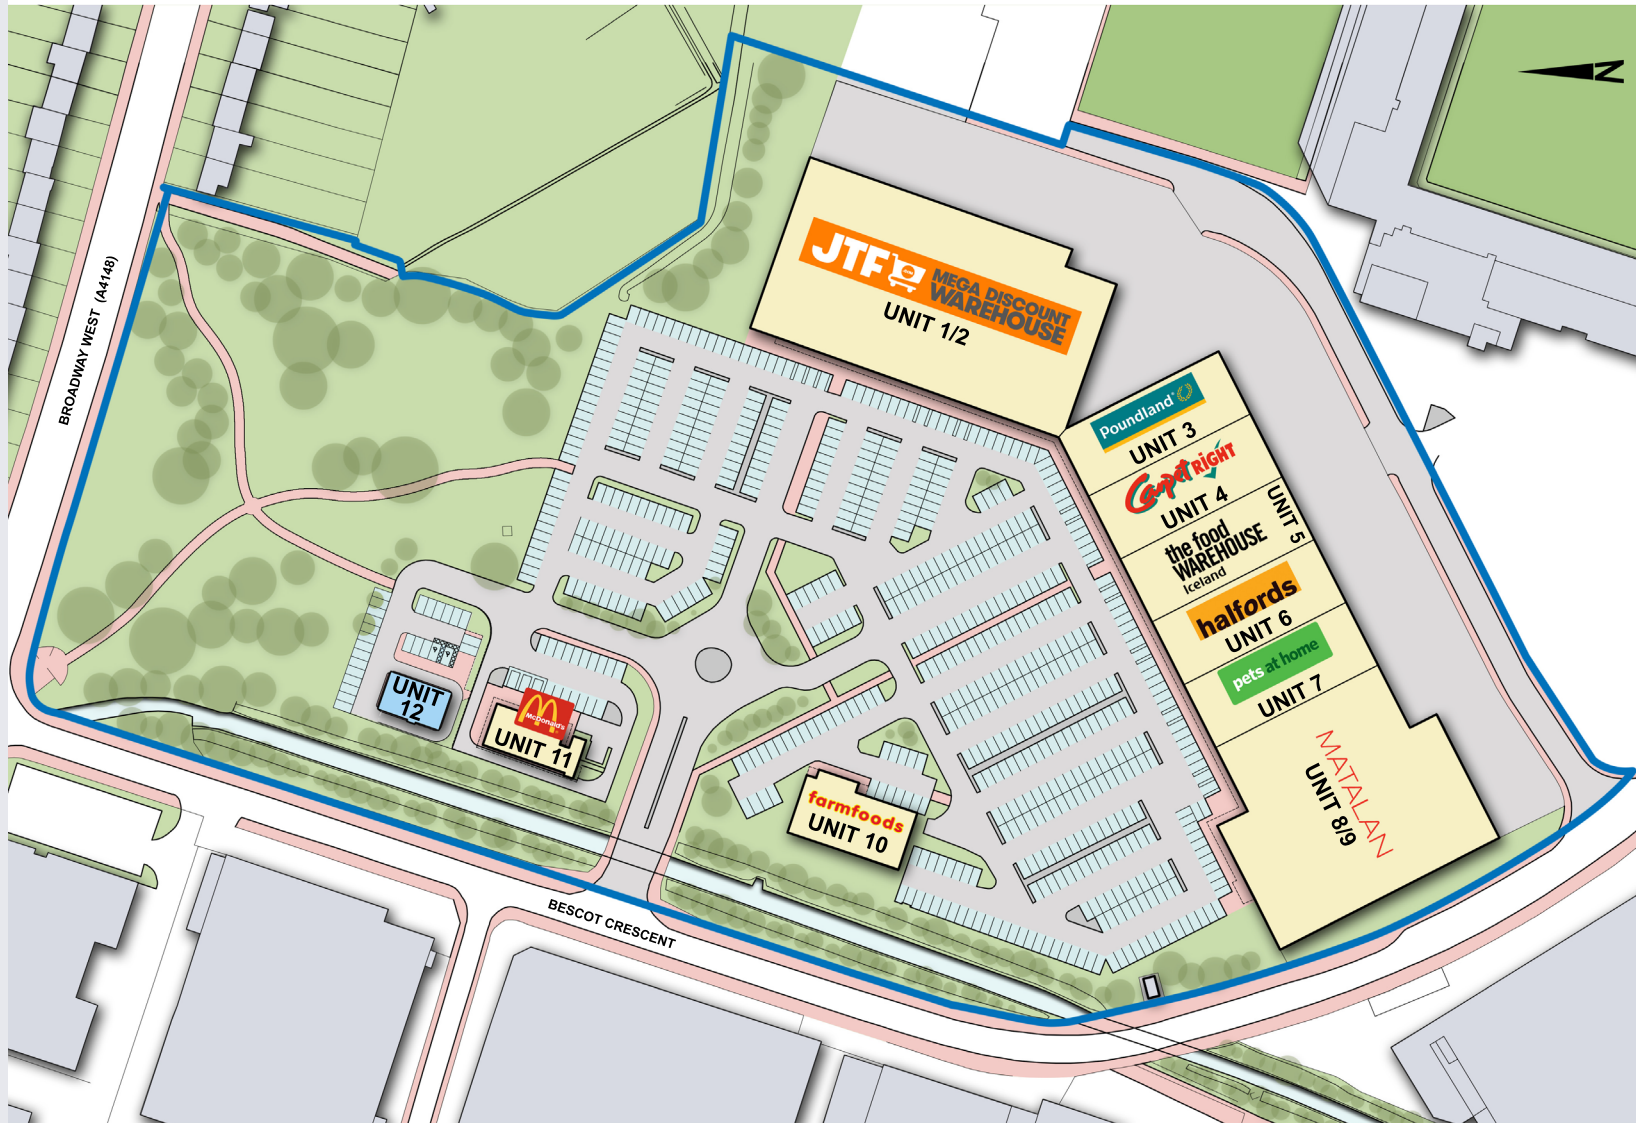 N
BROADWAY WEST (A4148)
JTF
MEGA DISCOUNT
WAREHOUSE
UNIT 1/2
Poundland
UNIT 3
Carpet RIGHT
UNIT 4
UNIT 5
the food
WAREHOUSE
Iceland
halfords
UNIT 6
pets at home
UNIT 7
MATALAN
UNIT 8/9
UNIT
12
McDonald's
UNIT 11
farmfoods
UNIT 10
BESCOT CRESCENT